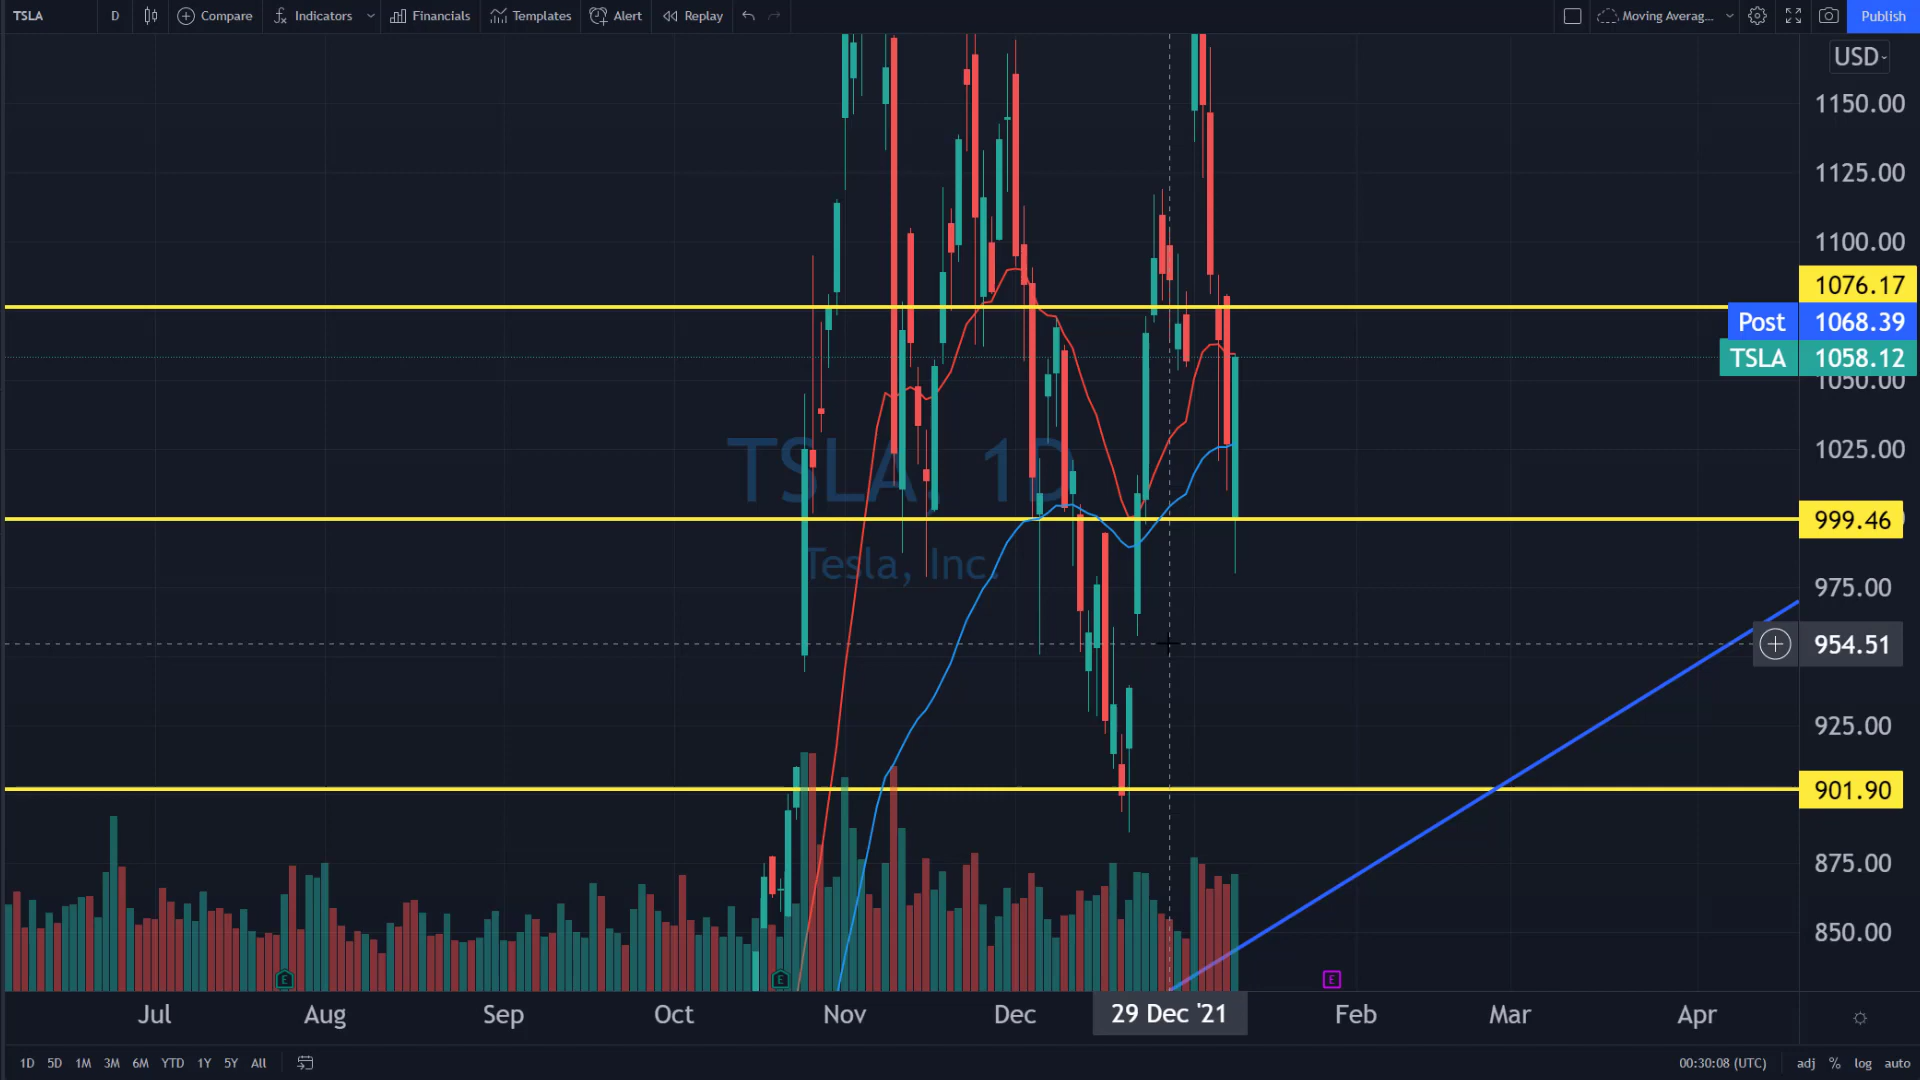 TSLA D Compare Indicators Financials Templates Alert Replay Moving Averag... Publish
USD
1150.00
1125.00
1100.00
1076.17
Post 1068.39
TSLA 1058.12
1050.00
TSLA, 1D
1025.00
999.46
Tesla, Inc.
975.00
954.51
925.00
901.90
875.00
850.00
E E E
Jul Aug Sep Oct Nov Dec 29 Dec '21 Feb Mar Apr
1D 5D 1M 3M 6M YTD 1Y 5Y All 00:30:08 (UTC) adj % log auto